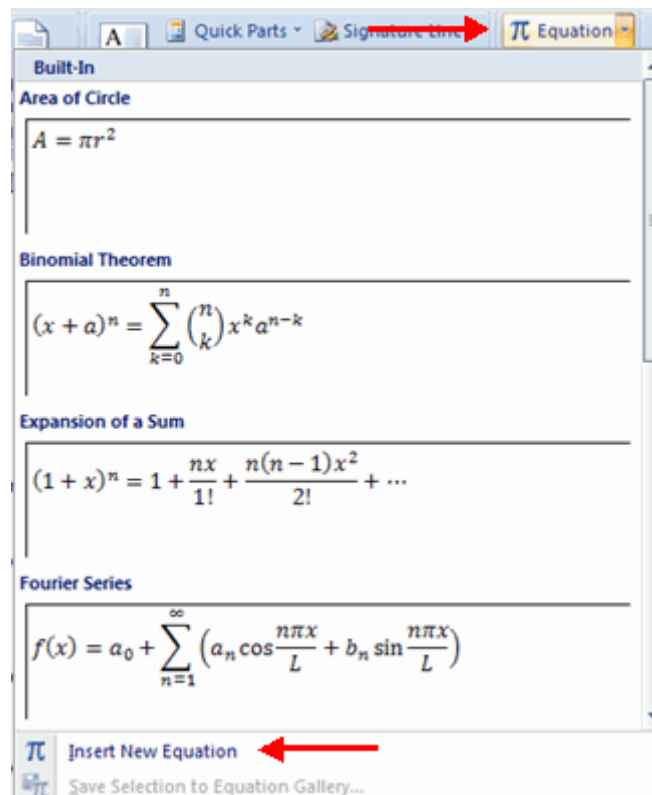 A Quick Parts Signature Line π Equation
Built-In
Area of Circle
A = πr²
Binomial Theorem
(x + a)ⁿ = ∑ₖ₌₀ⁿ (n k) xᵏaⁿ⁻ᵏ
Expansion of a Sum
(1 + x)ⁿ = 1 + nx/1! + n(n − 1)x²/2! + ⋯
Fourier Series
f(x) = a₀ + ∑ₙ₌₁^∞ (aₙ cos nπx/L + bₙ sin nπx/L)
π Insert New Equation
π Save Selection to Equation Gallery...